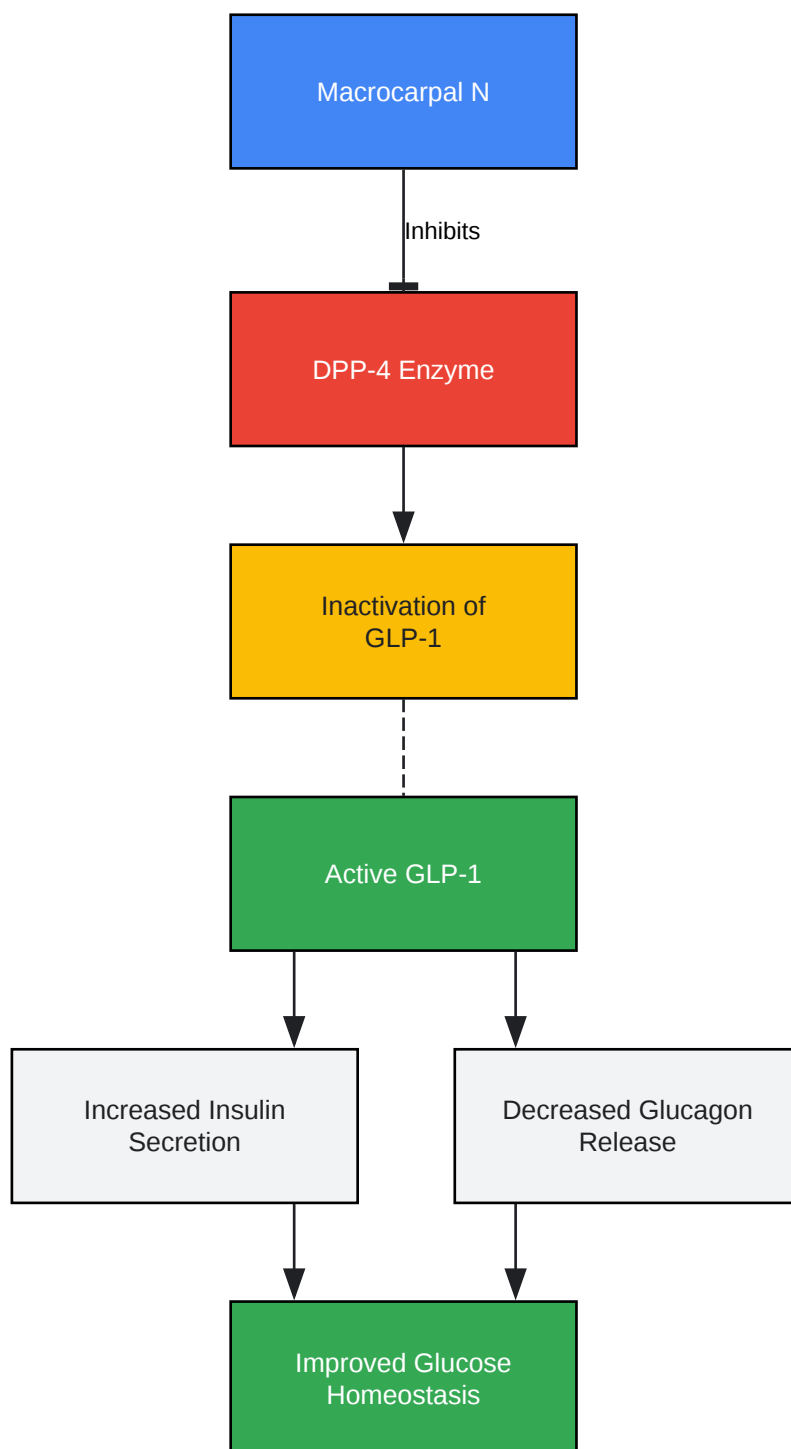 Macrocarpal N
Inhibits
DPP-4 Enzyme
Inactivation of
GLP-1
Active GLP-1
Increased Insulin
Secretion
Decreased Glucagon
Release
Improved Glucose
Homeostasis